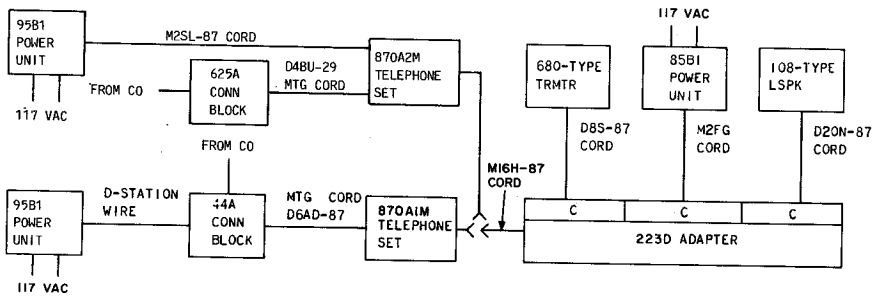 95B1
POWER
UNIT
117 VAC
M2SL-87 CORD
FROM CO
625A
CONN
BLOCK
D4BU-29
MTG CORD
870A2M
TELEPHONE
SET
FROM CO
95B1
POWER
UNIT
117 VAC
D-STATION
WIRE
44A
CONN
BLOCK
MTG CORD
D6AD-87
870A1M
TELEPHONE
SET
M16H-87
CORD
680-TYPE
TRMTR
D8S-87
CORD
117 VAC
85B1
POWER
UNIT
M2FG
CORD
108-TYPE
LSPK
D20N-87
CORD
C
C
C
223D ADAPTER